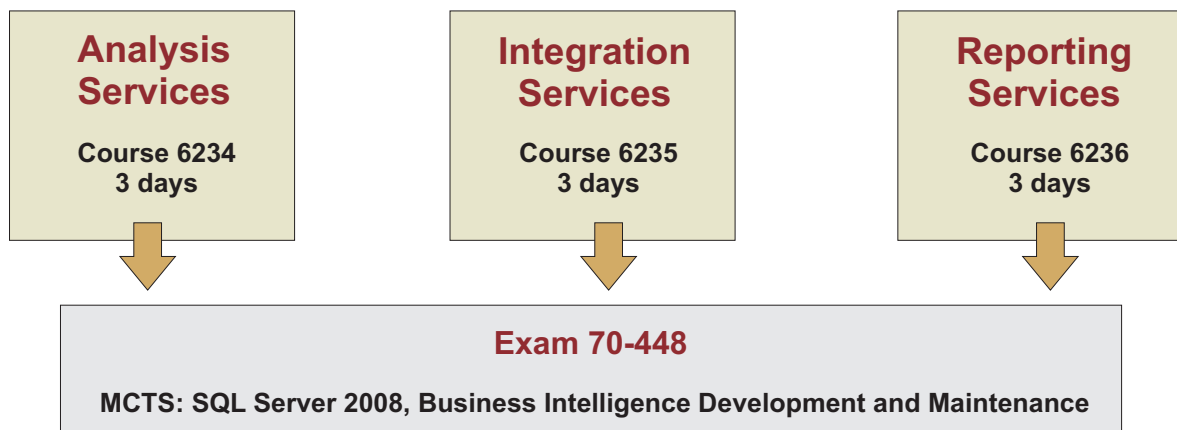 Analysis
Services
Course 6234
3 days
Integration
Services
Course 6235
3 days
Reporting
Services
Course 6236
3 days
Exam 70-448
MCTS: SQL Server 2008, Business Intelligence Development and Maintenance